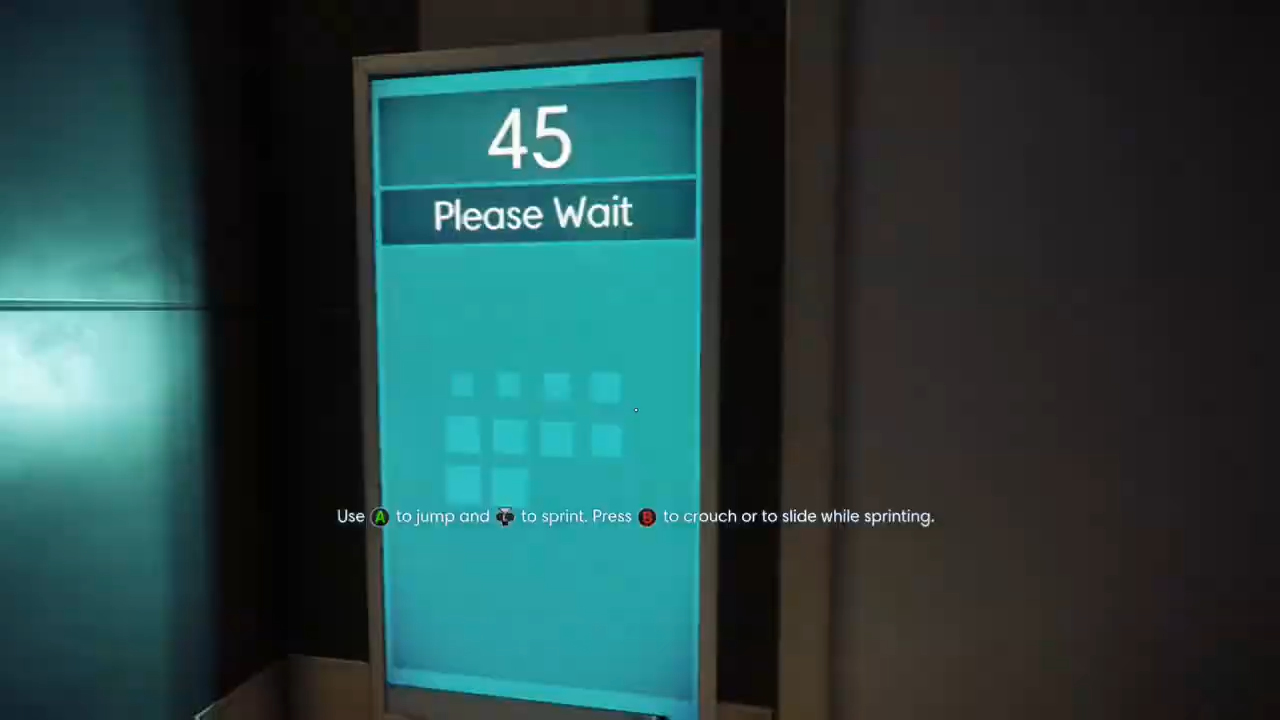 45
Please Wait
Use A to jump and L to sprint. Press B to crouch or to slide while sprinting.